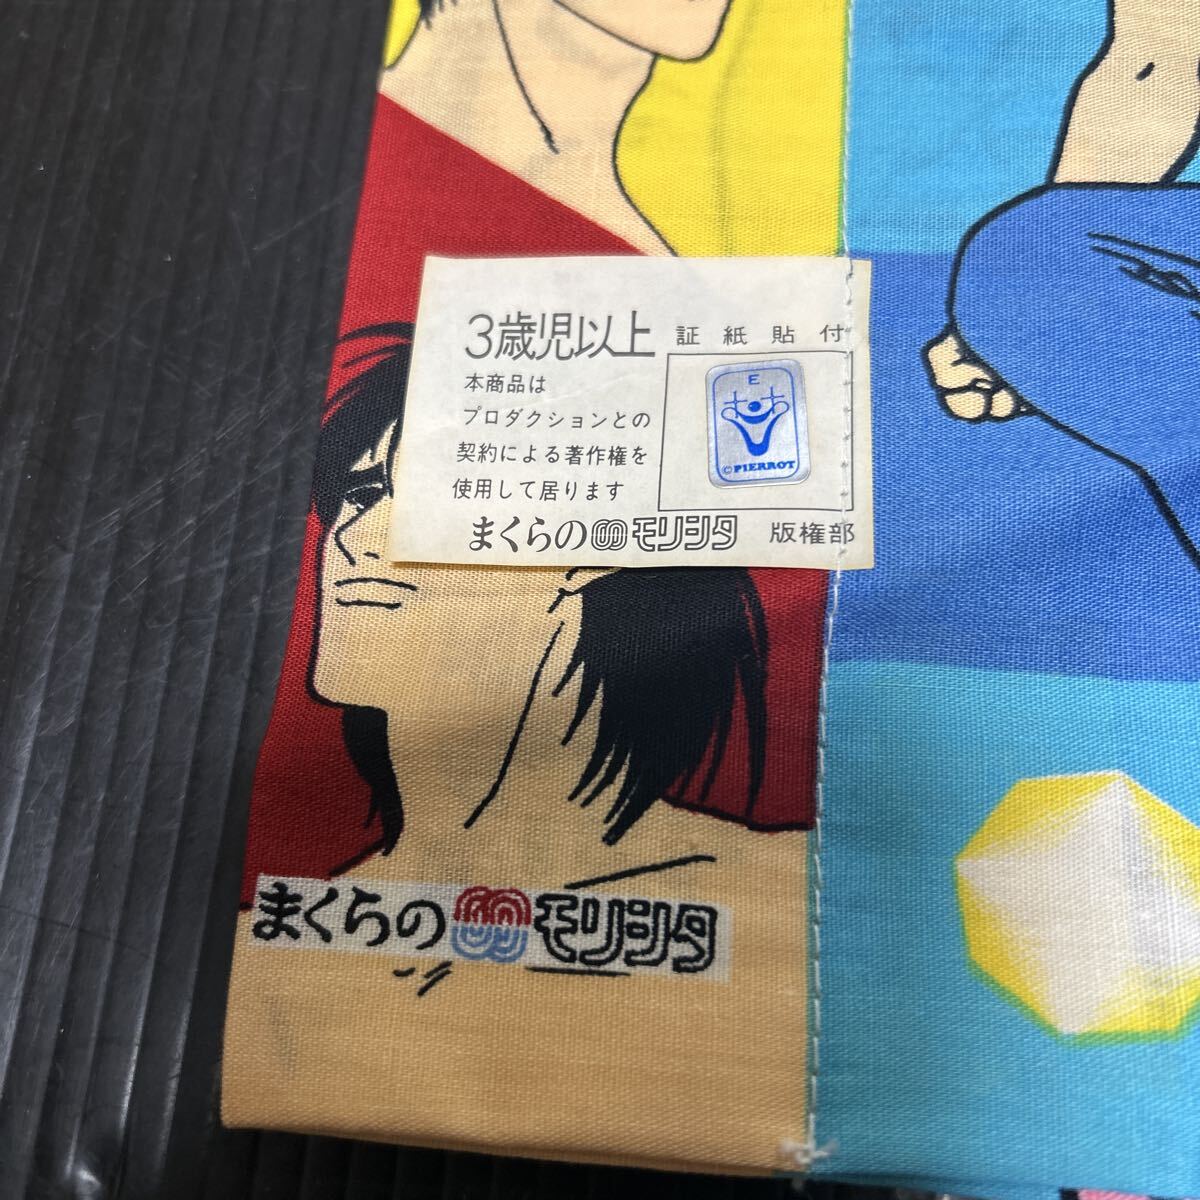 3歳児以上
本商品は
プロダクションとの
契約による著作権を
使用して居ります
証紙貼付
E
©PIERROT
まくらのモリシタ 版権部
まくらのモリシタ